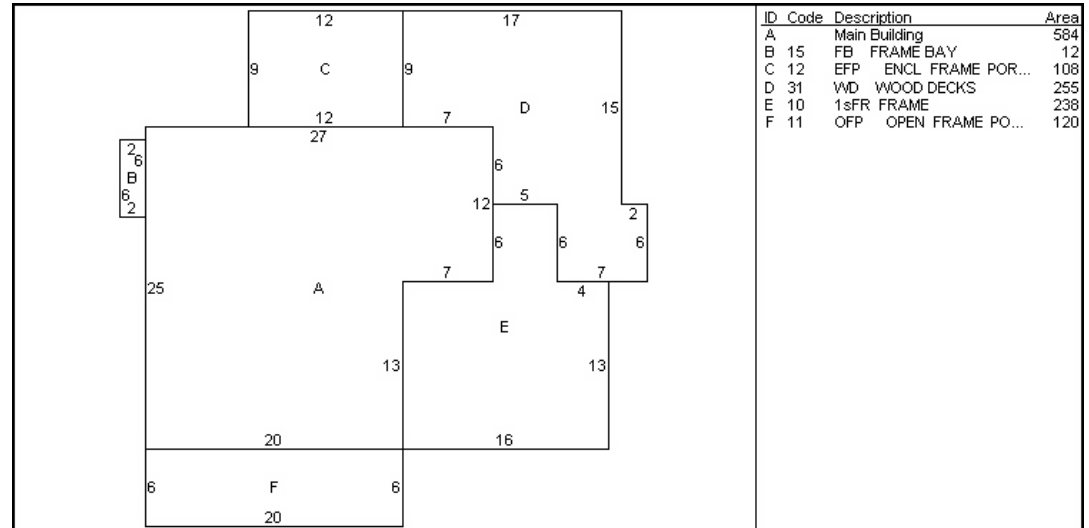 12 17
9 C 9
D 15
12 7
27
2
6
B
6
2
6
5
12
2
6 6 6
7 7
4
25 A
E
13 13
20 16
6 F 6
20
ID Code Description Area
A Main Building 584
B 15 FB FRAME BAY 12
C 12 EFP ENCL FRAME POR... 108
D 31 WD WOOD DECKS 255
E 10 1sFR FRAME 238
F 11 OFP OPEN FRAME PO... 120